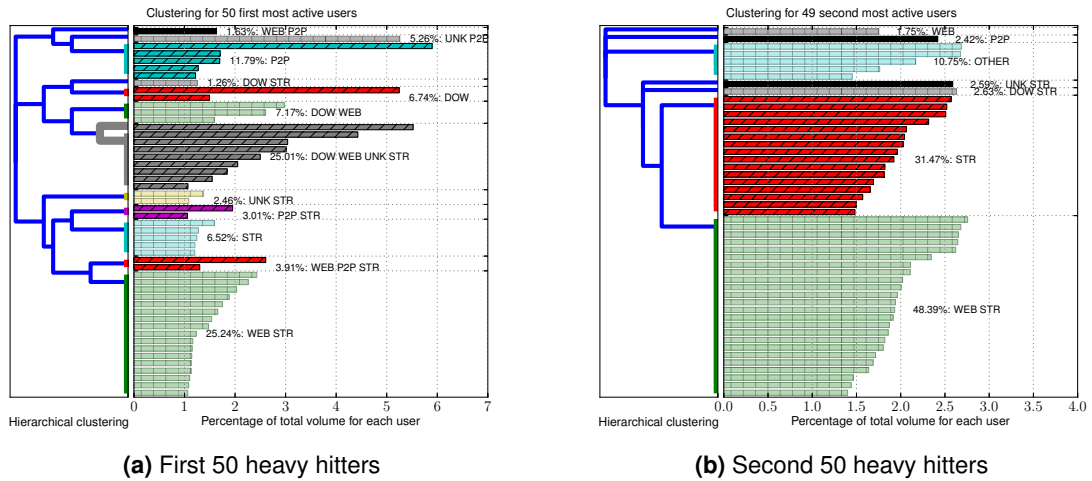 Clustering for 50 first most active users
1.63%: WEB P2P
5.26%: UNK P2P
11.79%: P2P
1.26%: DOW STR
6.74%: DOW
7.17%: DOW WEB
25.01%: DOW WEB UNK STR
2.46%: UNK STR
3.01%: P2P STR
6.52%: STR
3.91%: WEB P2P STR
25.24%: WEB STR
0 1 2 3 4 5 6 7
Hierarchical clustering
Percentage of total volume for each user
(a) First 50 heavy hitters
Clustering for 49 second most active users
1.75%: WEB
2.42%: P2P
10.75%: OTHER
2.59%: UNK STR
2.63%: DOW STR
31.47%: STR
48.39%: WEB STR
0.0 0.5 1.0 1.5 2.0 2.5 3.0 3.5 4.0
Hierarchical clustering
Percentage of total volume for each user
(b) Second 50 heavy hitters